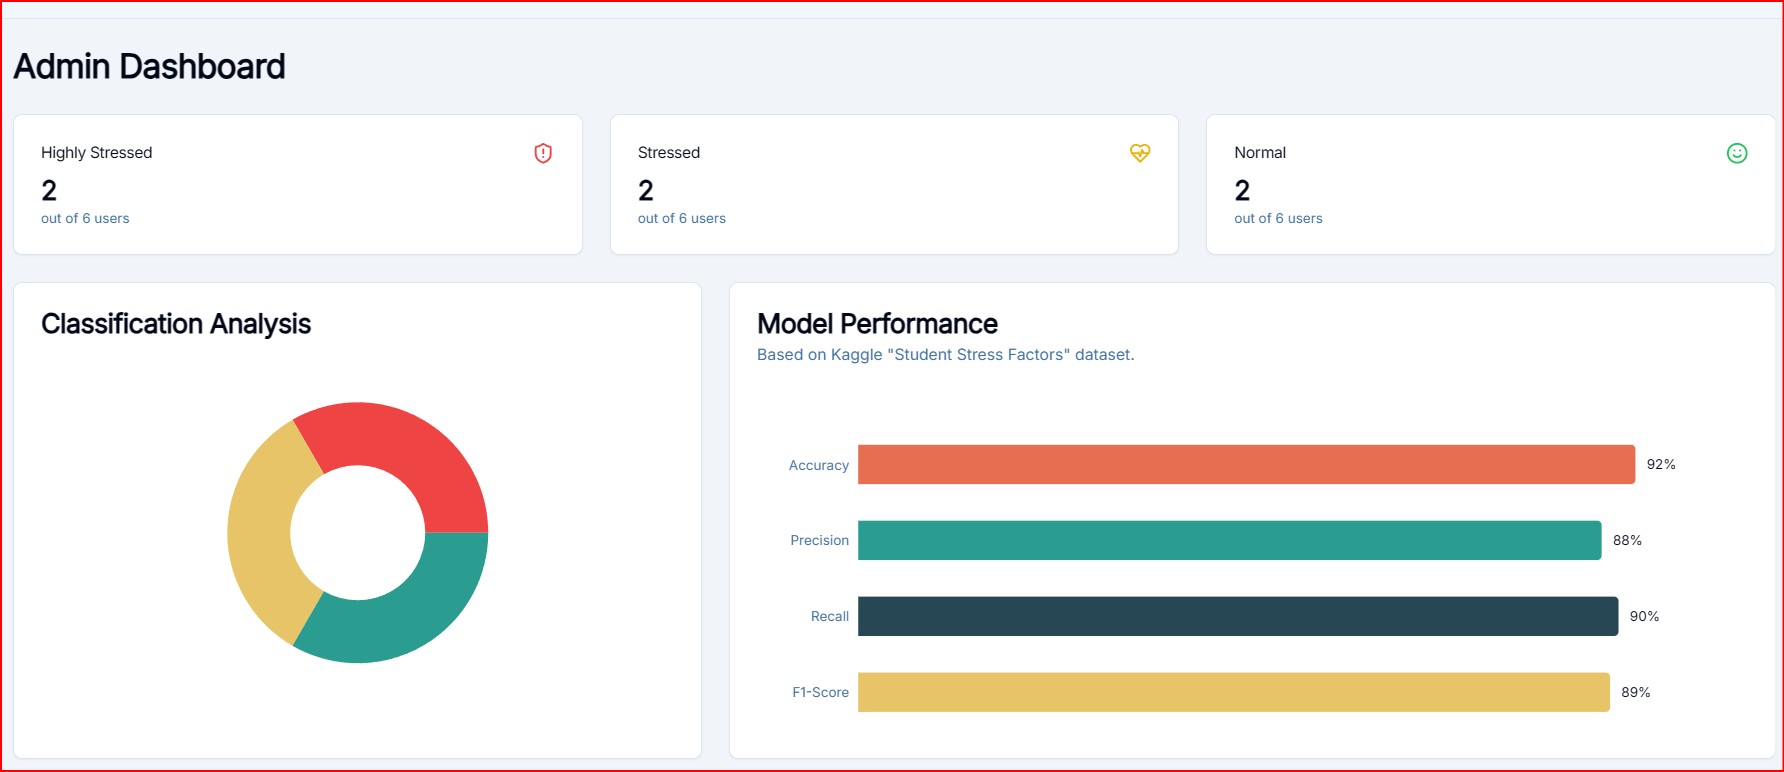 Admin Dashboard
Highly Stressed
2
out of 6 users
Stressed
2
out of 6 users
Normal
2
out of 6 users
Classification Analysis
Model Performance
Based on Kaggle "Student Stress Factors" dataset.
Accuracy 92%
Precision 88%
Recall 90%
F1-Score 89%